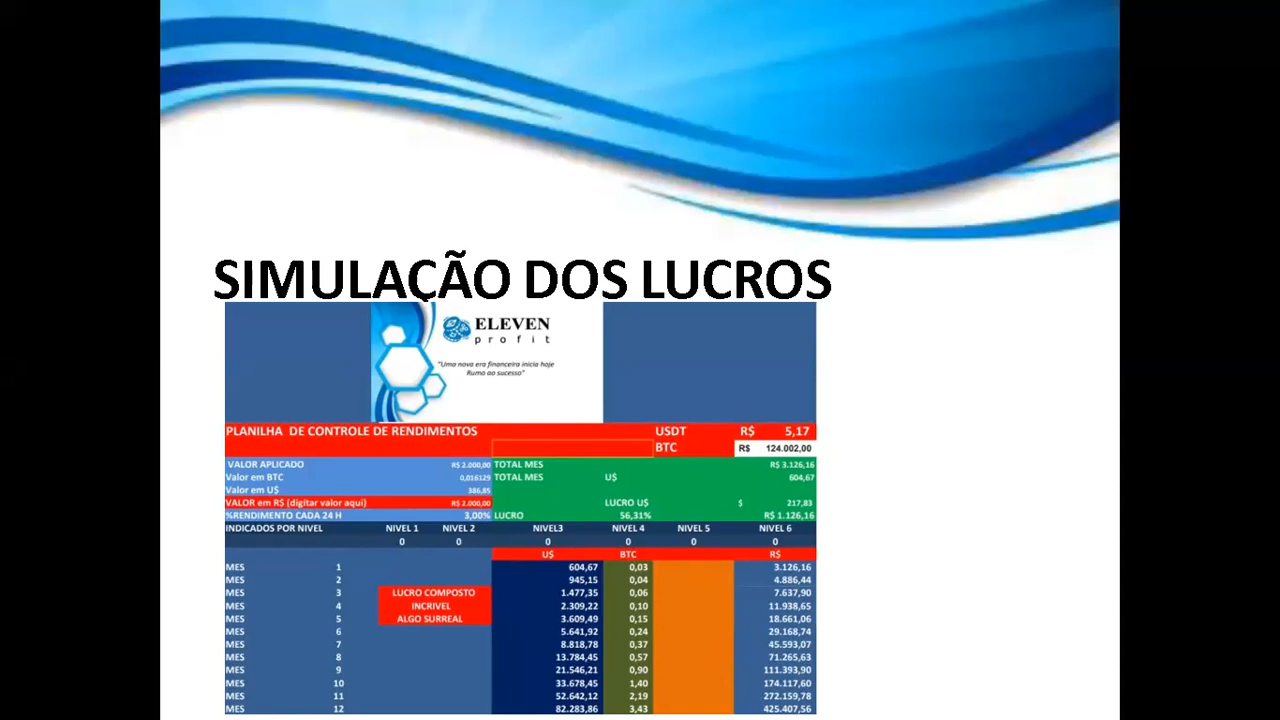 SIMULAÇÃO DOS LUCROS
ELEVEN
profit
"Uma nova era financeira inicia hoje
Rumo ao sucesso"
PLANILHA DE CONTROLE DE RENDIMENTOS USDT R$ 5,17
BTC R$ 124.002,00
VALOR APLICADO R$ 2.000,00 TOTAL MES R$ 3.126,16
Valor em BTC 0,016129 TOTAL MES U$ 604,67
Valor em U$ 386,85
VALOR em R$ (digitar valor aqui) R$ 2.000,00 LUCRO U$ $ 217,83
%RENDIMENTO CADA 24 H 3,00% LUCRO 56,31% R$ 1.126,16
INDICADOS POR NIVEL NIVEL 1 NIVEL 2 NIVEL3 NIVEL 4 NIVEL 5 NIVEL 6
0 0 0 0 0 0
U$ BTC R$
MES 1 604,67 0,03 3.126,16
MES 2 945,15 0,04 4.886,44
MES 3 LUCRO COMPOSTO 1.477,35 0,06 7.637,90
MES 4 INCRIVEL 2.309,22 0,10 11.938,65
MES 5 ALGO SURREAL 3.609,49 0,15 18.661,06
MES 6 5.641,92 0,24 29.168,74
MES 7 8.818,78 0,37 45.593,07
MES 8 13.784,45 0,57 71.265,63
MES 9 21.546,21 0,90 111.393,90
MES 10 33.678,45 1,40 174.117,60
MES 11 52.642,12 2,19 272.159,78
MES 12 82.283,86 3,43 425.407,56